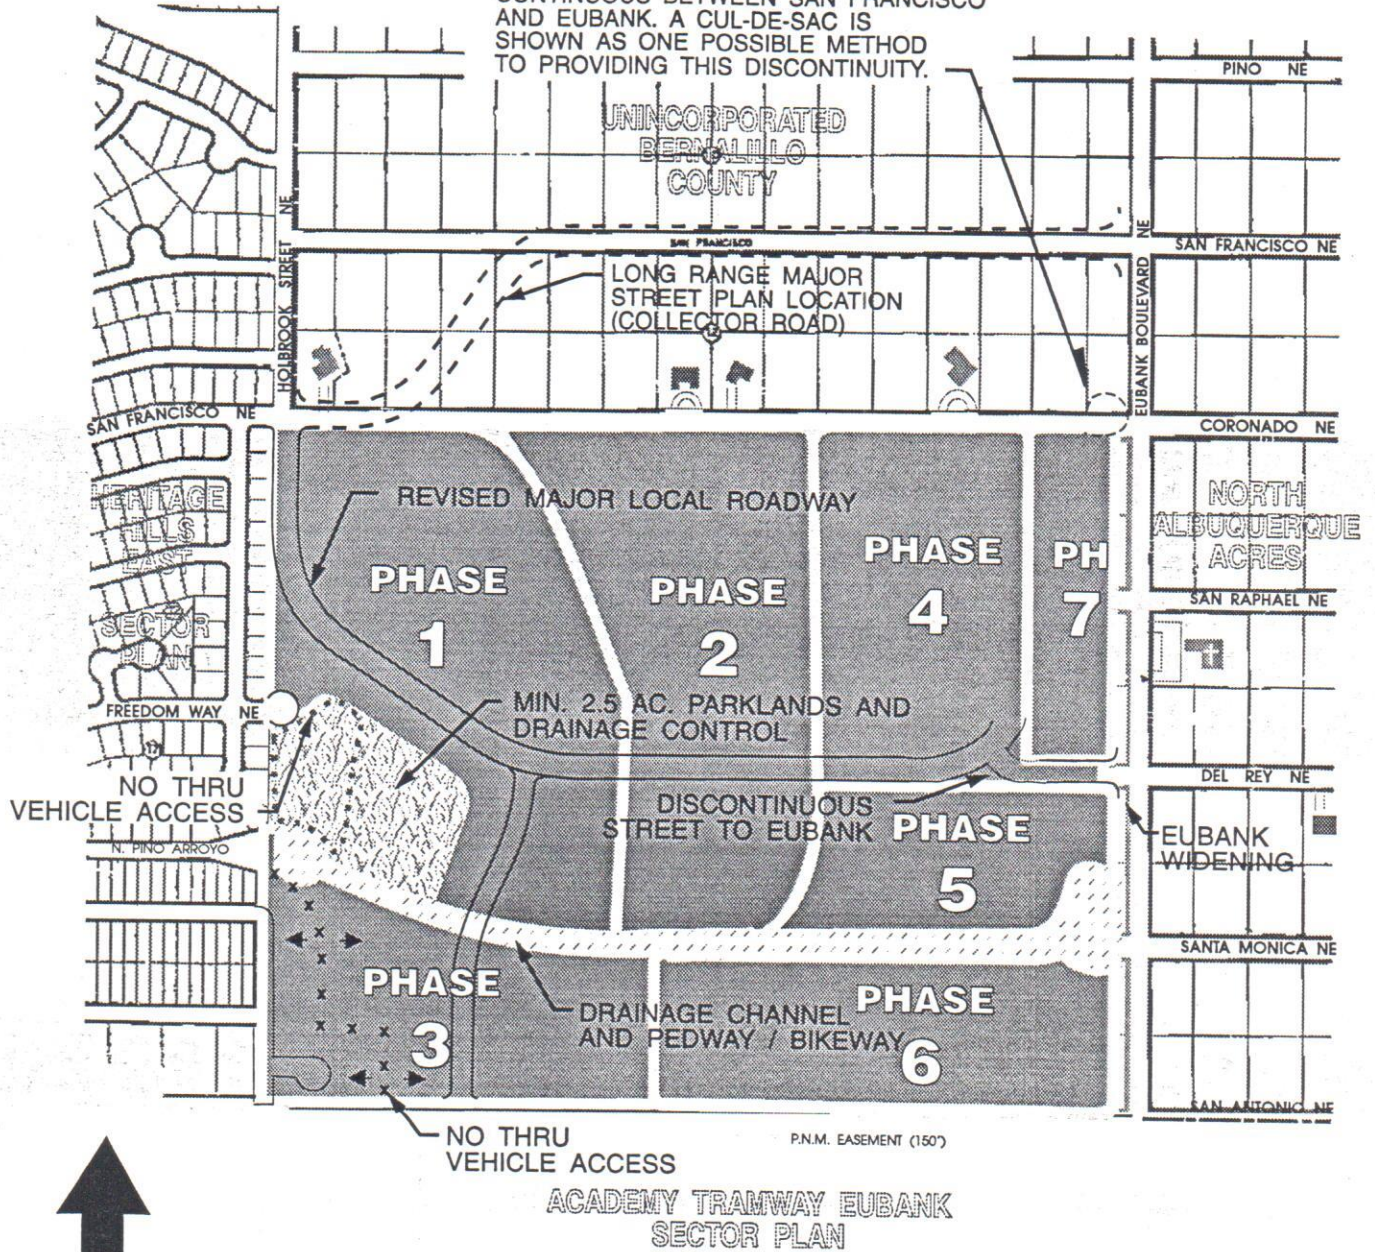 CONTINUOUS BETWEEN SAN FRANCISCO
AND EUBANK. A CUL-DE-SAC IS
SHOWN AS ONE POSSIBLE METHOD
TO PROVIDING THIS DISCONTINUITY.
PINO NE
UNINCORPORATED
BERNALILLO
COUNTY
HOLBROOK STREET NE
SAN FRANCISCO
EUBANK BOULEVARD NE
SAN FRANCISCO NE
LONG RANGE MAJOR
STREET PLAN LOCATION
(COLLECTOR ROAD)
12
SAN FRANCISCO NE
CORONADO NE
HERITAGE
HILLS
EAST
SECTOR
PLAN
REVISED MAJOR LOCAL ROADWAY
NORTH
ALBUQUERQUE
ACRES
PHASE
1
PHASE
2
PHASE
4
PH
7
SAN RAPHAEL NE
FREEDOM WAY NE
MIN. 2.5 AC. PARKLANDS AND
DRAINAGE CONTROL
NO THRU
VEHICLE ACCESS
DEL REY NE
DISCONTINUOUS
STREET TO EUBANK
PHASE
5
EUBANK
WIDENING
N. PINO ARROYO
SANTA MONICA NE
PHASE
3
DRAINAGE CHANNEL
AND PEDWAY / BIKEWAY
PHASE
6
SAN ANTONIO NE
NO THRU
VEHICLE ACCESS
P.N.M. EASEMENT (150')
ACADEMY TRAMWAY EUBANK
SECTOR PLAN